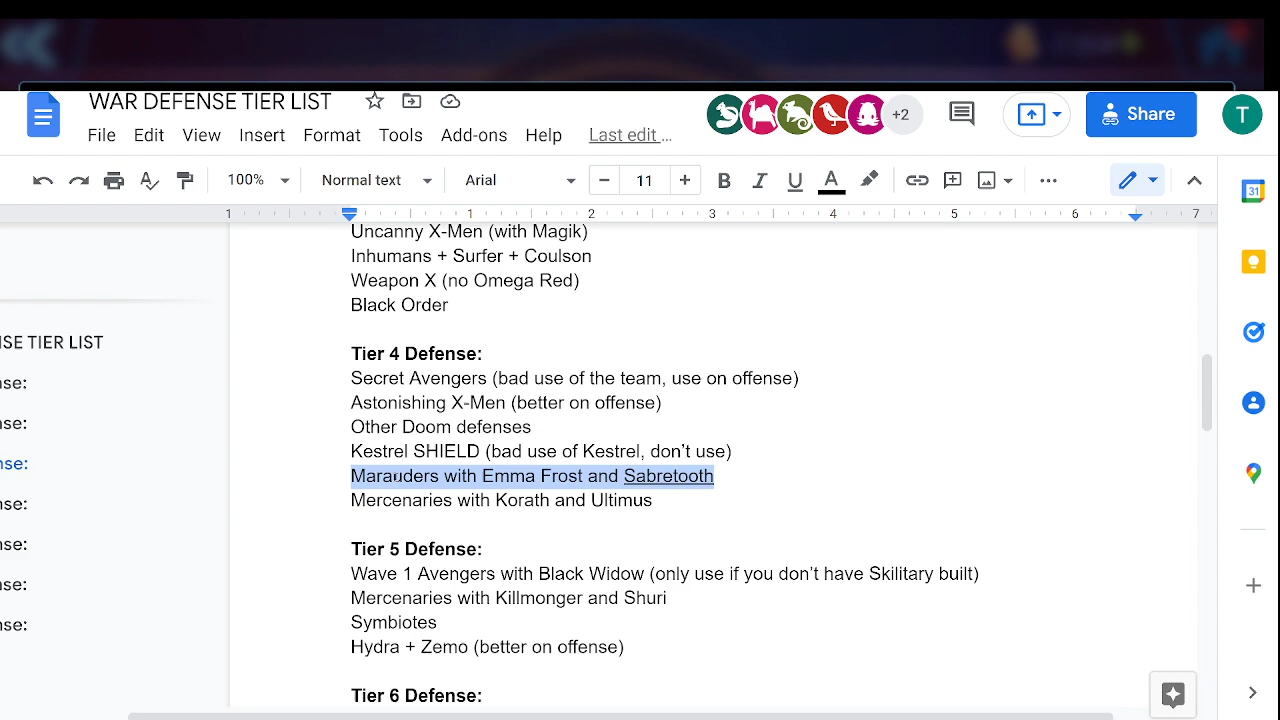 WAR DEFENSE TIER LIST
File Edit View Insert Format Tools Add-ons Help Last edit ...
+2
Share
T
100% Normal text Arial 11 B I U A
1 1 2 3 4 5 6 7
31
SE TIER LIST
nse:
nse:
nse:
nse:
nse:
nse:
nse:
Uncanny X-Men (with Magik)
Inhumans + Surfer + Coulson
Weapon X (no Omega Red)
Black Order
Tier 4 Defense:
Secret Avengers (bad use of the team, use on offense)
Astonishing X-Men (better on offense)
Other Doom defenses
Kestrel SHIELD (bad use of Kestrel, don’t use)
Marauders with Emma Frost and Sabretooth
Mercenaries with Korath and Ultimus
Tier 5 Defense:
Wave 1 Avengers with Black Widow (only use if you don’t have Skilitary built)
Mercenaries with Killmonger and Shuri
Symbiotes
Hydra + Zemo (better on offense)
Tier 6 Defense: